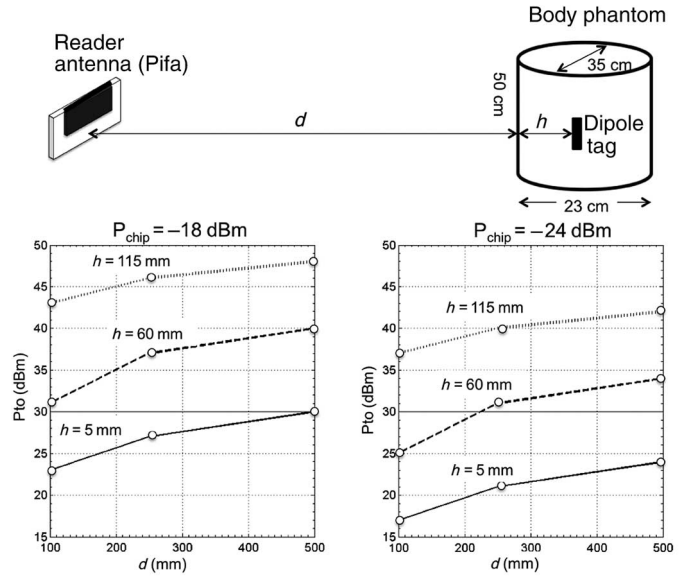 Reader
antenna (Pifa)
Body phantom
35 cm
50 cm
d
h
Dipole
tag
23 cm
P_chip = −18 dBm
50
45
40
35
30
25
20
15
Pto (dBm)
h = 115 mm
h = 60 mm
h = 5 mm
100
200
300
400
500
d (mm)
P_chip = −24 dBm
50
45
40
35
30
25
20
15
Pto (dBm)
h = 115 mm
h = 60 mm
h = 5 mm
100
200
300
400
500
d (mm)